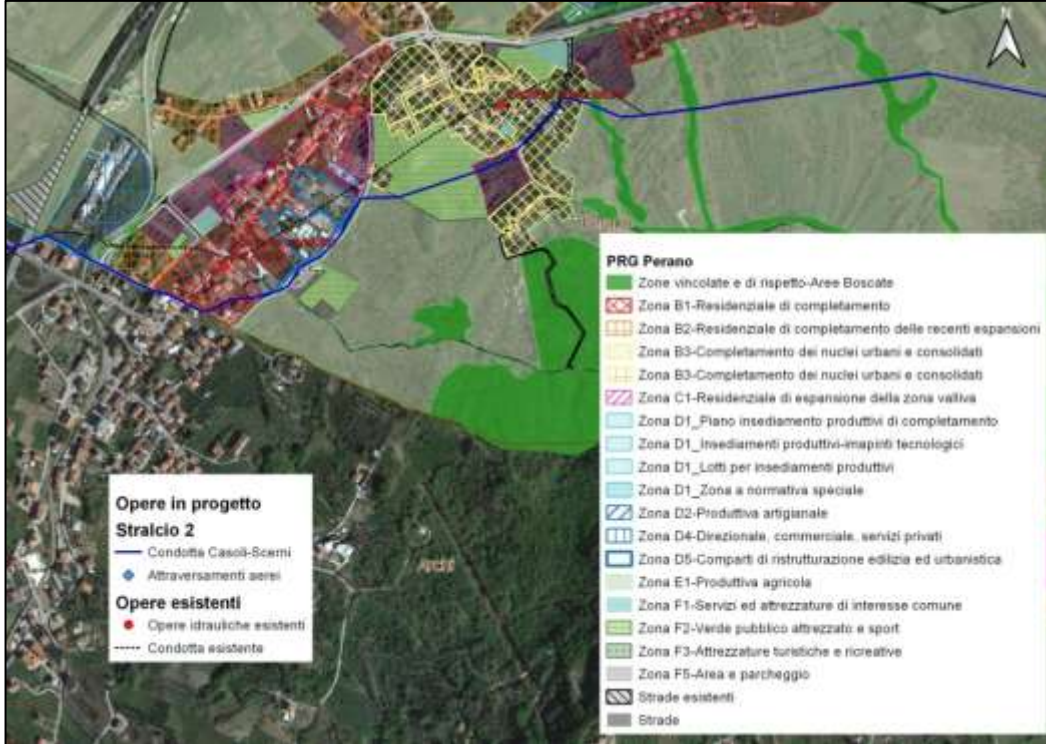 N
PRG Perano
Zone vincolate e di rispetto-Aree Boscate
Zona B1-Residenziale di completamento
Zona B2-Residenziale di completamento delle recenti espansioni
Zona B3-Completamento dei nuclei urbani e consolidati
Zona B3-Completamento dei nuclei urbani e consolidati
Zona C1-Residenziale di espansione della zona valliva
Zona D1_Piano insediamento produttivi di completamento
Zona D1_Insediamenti produttivi-imapinti tecnologici
Zona D1_Lotti per insediamenti produttivi
Zona D1_Zona a normativa speciale
Zona D2-Produttiva artigianale
Zona D4-Direzionale, commerciale, servizi privati
Zona D5-Comparti di ristrutturazione edilizia ed urbanistica
Zona E1-Produttiva agricola
Zona F1-Servizi ed attrezzature di interesse comune
Zona F2-Verde pubblico attrezzato e sport
Zona F3-Attrezzature turistiche e ricreative
Zona F5-Area e parcheggio
Strade esistenti
Strade
Opere in progetto
Stralcio 2
Condotta Casoli-Scerni
Attraversamenti aerei
Opere esistenti
Opere idrauliche esistenti
Condotta esistente
Archi